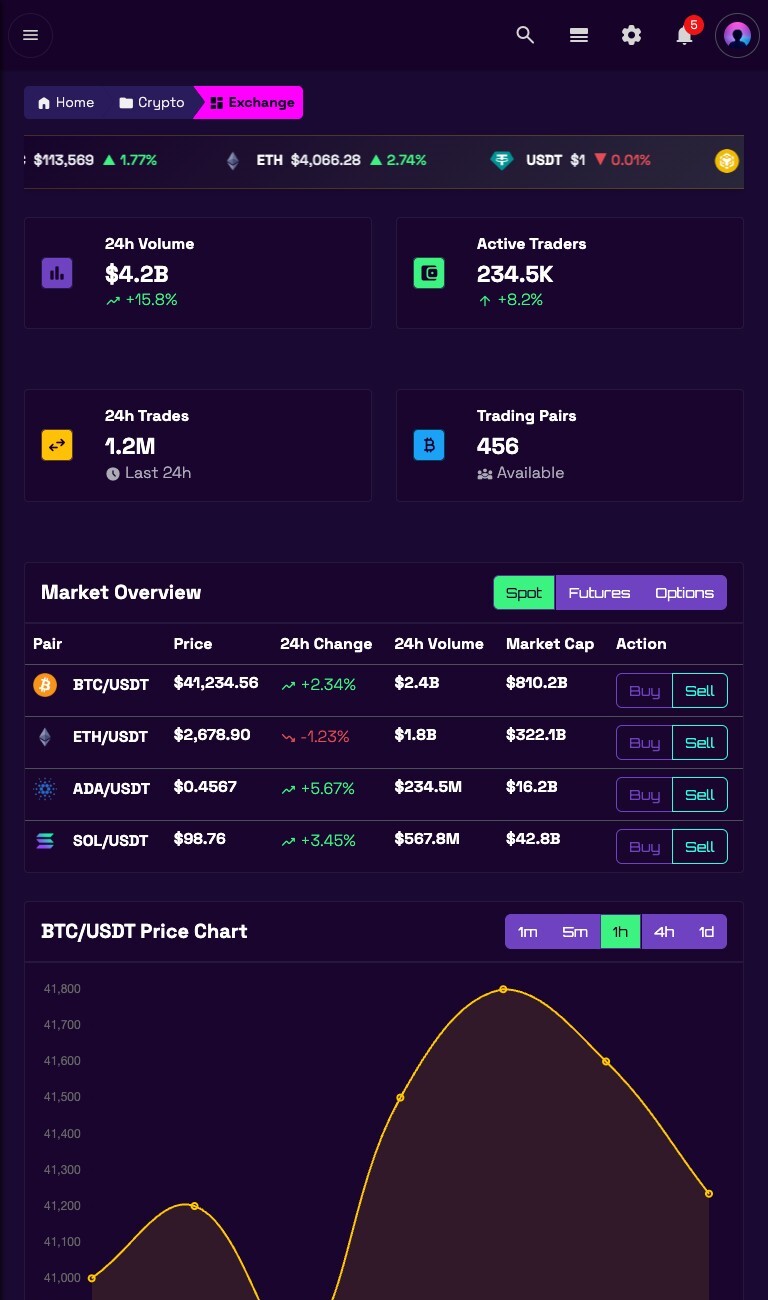 5
Home Crypto Exchange
$113,569 1.77% ETH $4,066.28 2.74% USDT $1 0.01%
24h Volume
$4.2B
+15.8%
Active Traders
234.5K
+8.2%
24h Trades
1.2M
Last 24h
Trading Pairs
456
Available
Market Overview Spot Futures Options
Pair Price 24h Change 24h Volume Market Cap Action
BTC/USDT $41,234.56 +2.34% $2.4B $810.2B Buy Sell
ETH/USDT $2,678.90 -1.23% $1.8B $322.1B Buy Sell
ADA/USDT $0.4567 +5.67% $234.5M $16.2B Buy Sell
SOL/USDT $98.76 +3.45% $567.8M $42.8B Buy Sell
BTC/USDT Price Chart 1m 5m 1h 4h 1d
41,800
41,700
41,600
41,500
41,400
41,300
41,200
41,100
41,000